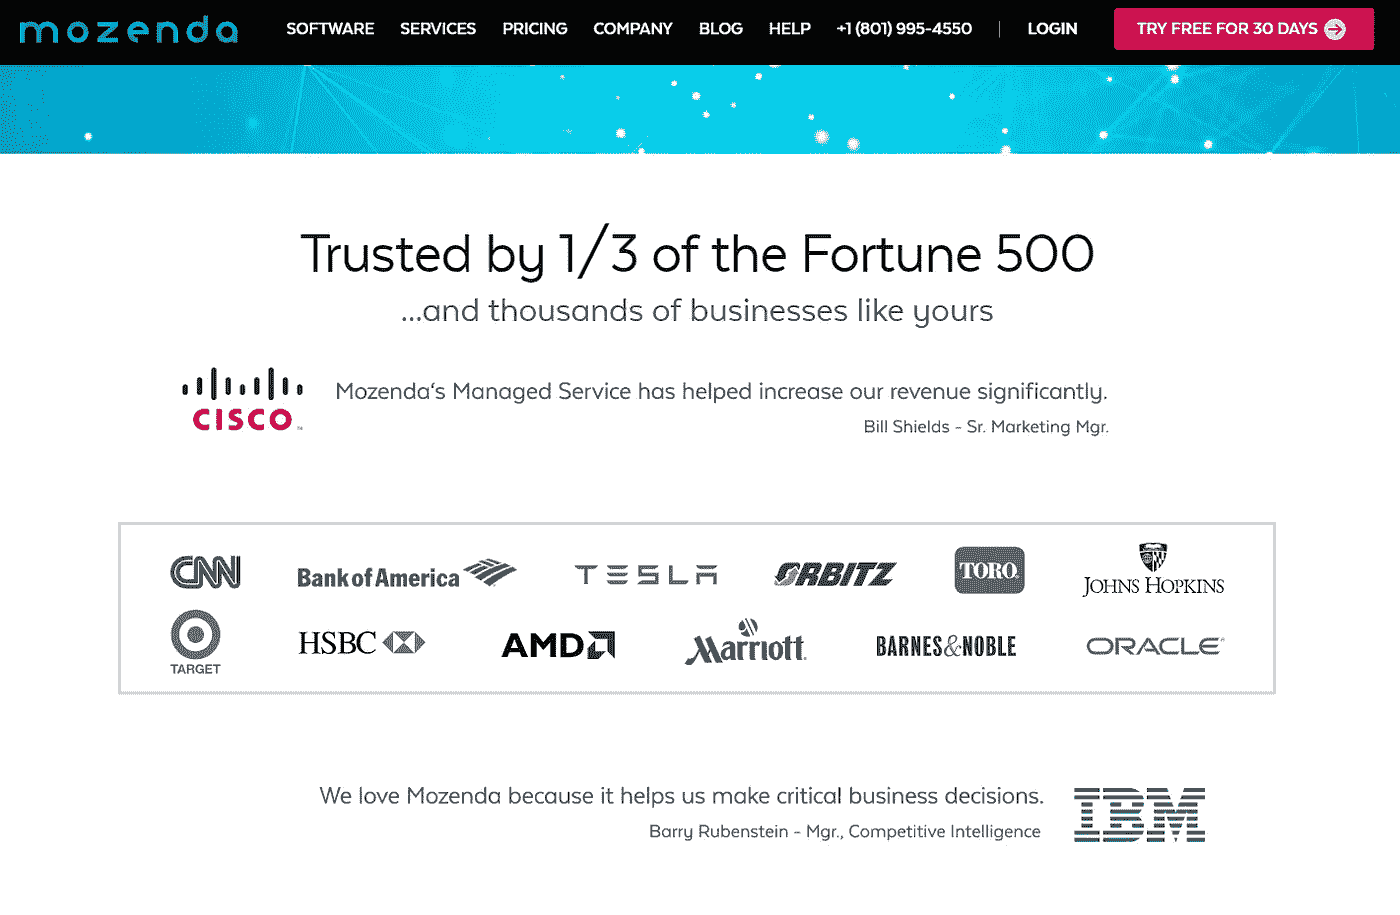 mozenda SOFTWARE SERVICES PRICING COMPANY BLOG HELP +1 (801) 995-4550 | LOGIN TRY FREE FOR 30 DAYS
Trusted by 1/3 of the Fortune 500
...and thousands of businesses like yours
CISCO™
Mozenda's Managed Service has helped increase our revenue significantly.
Bill Shields - Sr. Marketing Mgr.
CNN Bank of America TESLA ORBITZ TORO. JOHNS HOPKINS
TARGET HSBC AMD Marriott. BARNES&NOBLE ORACLE®
We love Mozenda because it helps us make critical business decisions.
Barry Rubenstein - Mgr., Competitive Intelligence
IBM